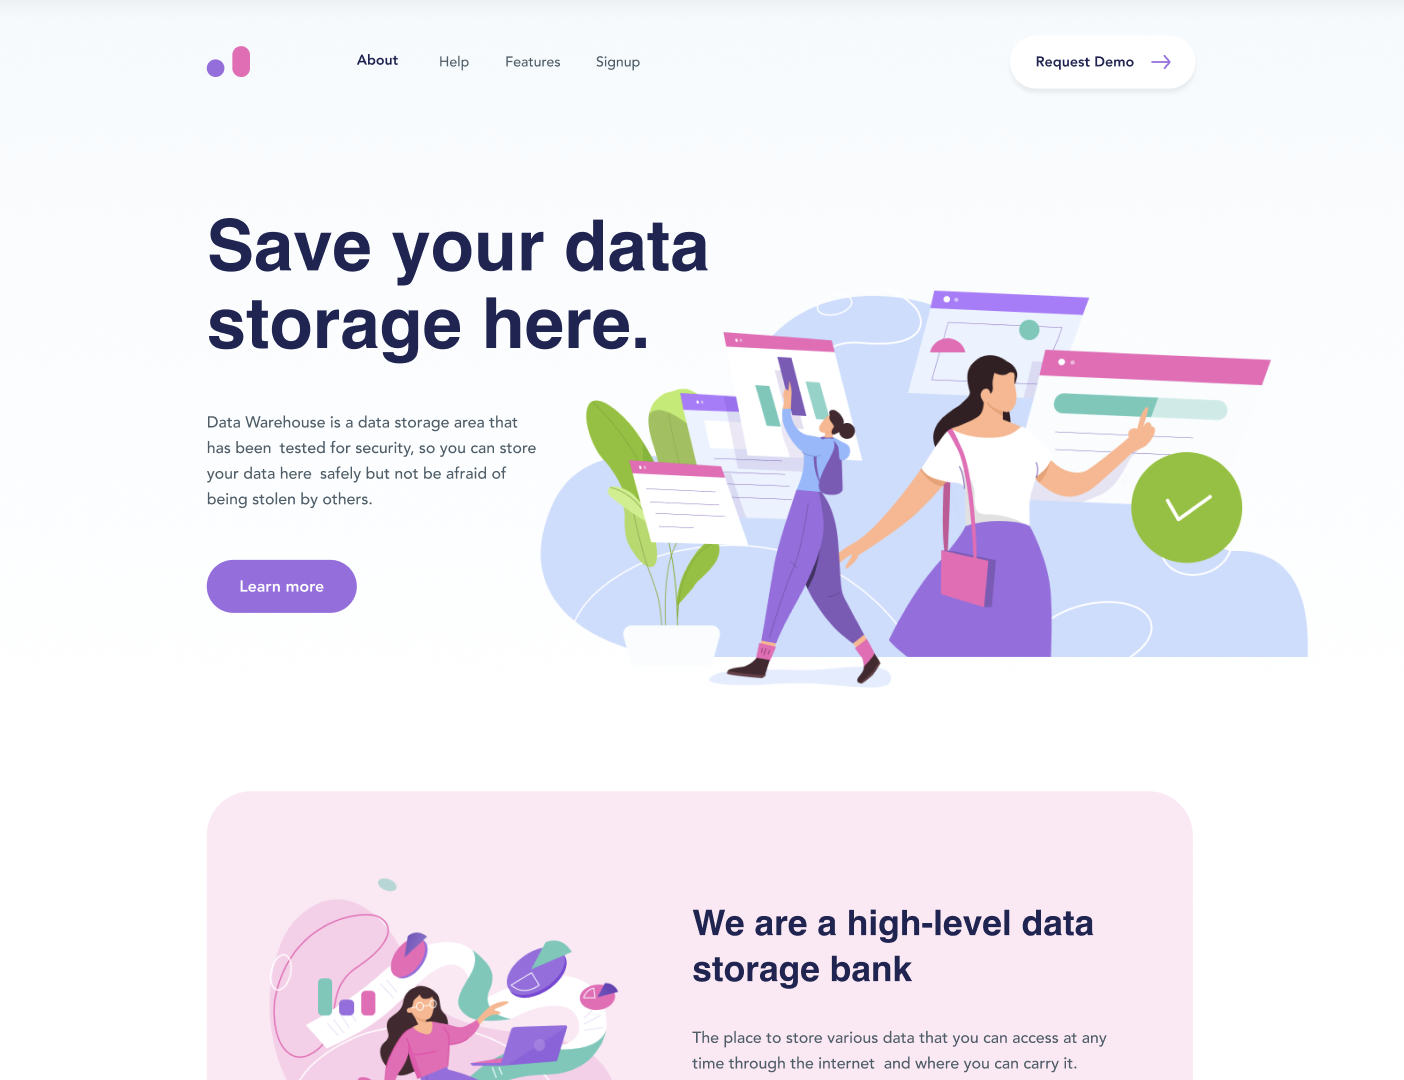 About
Help
Features
Signup
Request Demo
Save your data
storage here.
Data Warehouse is a data storage area that
has been  tested for security, so you can store
your data here  safely but not be afraid of
being stolen by others.
Learn more
We are a high-level data
storage bank
The place to store various data that you can access at any
time through the internet  and where you can carry it.